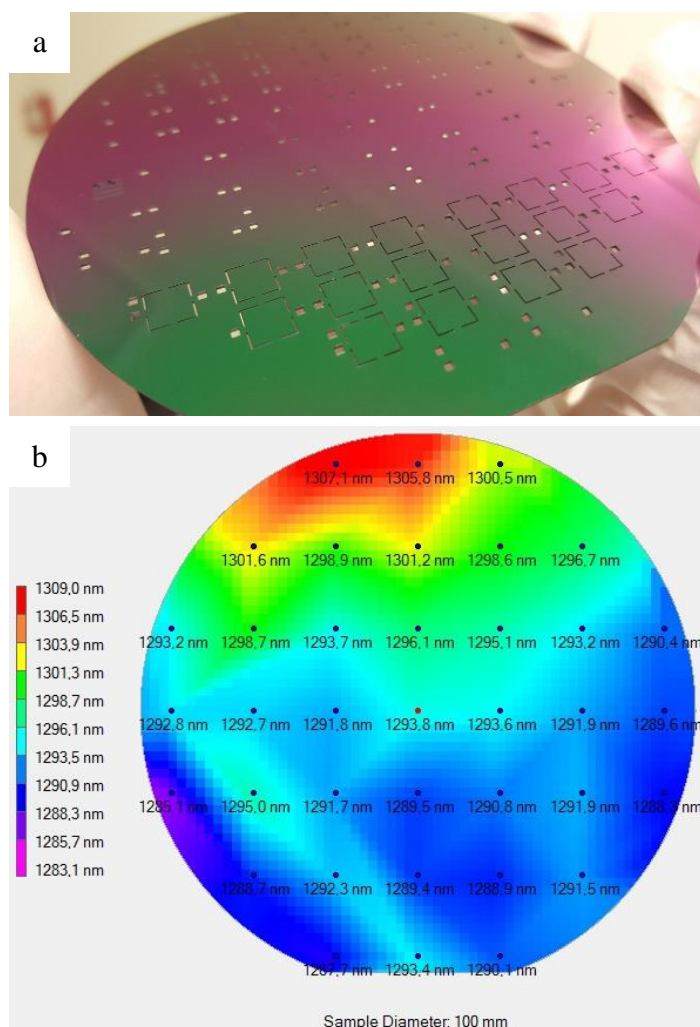 a
b
1307,1 nm 1305,8 nm 1300,5 nm
1301,6 nm 1298,9 nm 1301,2 nm 1298,6 nm 1296,7 nm
1309,0 nm
1306,5 nm
1303,9 nm
1301,3 nm
1298,7 nm
1296,1 nm
1293,5 nm
1290,9 nm
1288,3 nm
1285,7 nm
1283,1 nm
1293,2 nm 1298,7 nm 1293,7 nm 1296,1 nm 1295,1 nm 1293,2 nm 1290,4 nm
1292,8 nm 1292,7 nm 1291,8 nm 1293,8 nm 1293,6 nm 1291,9 nm 1289,6 nm
1285,1 nm 1295,0 nm 1291,7 nm 1289,5 nm 1290,8 nm 1291,9 nm 1288,3 nm
1288,7 nm 1292,3 nm 1289,4 nm 1288,9 nm 1291,5 nm
1287,7 nm 1293,4 nm 1290,1 nm
Sample Diameter: 100 mm